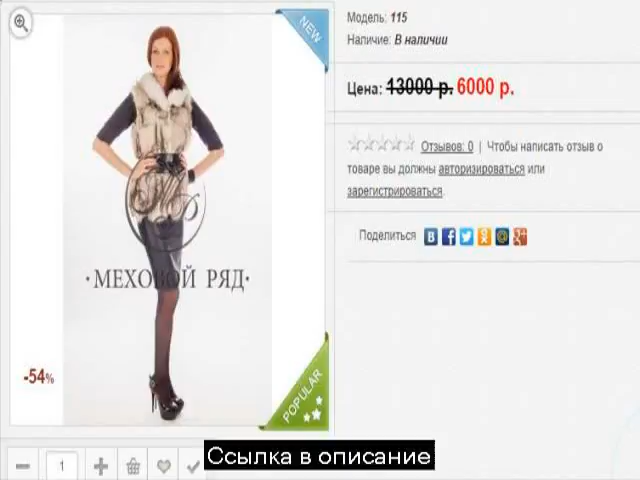 NEW
Модель: 115
Наличие: В наличии
Цена: 13000 р. 6000 р.
Отзывов: 0 | Чтобы написать отзыв о
товаре вы должны авторизироваться или
зарегистрироваться.
Поделиться
·МЕХОВОЙ РЯД·
-54%
POPULAR
1
Ссылка в описание